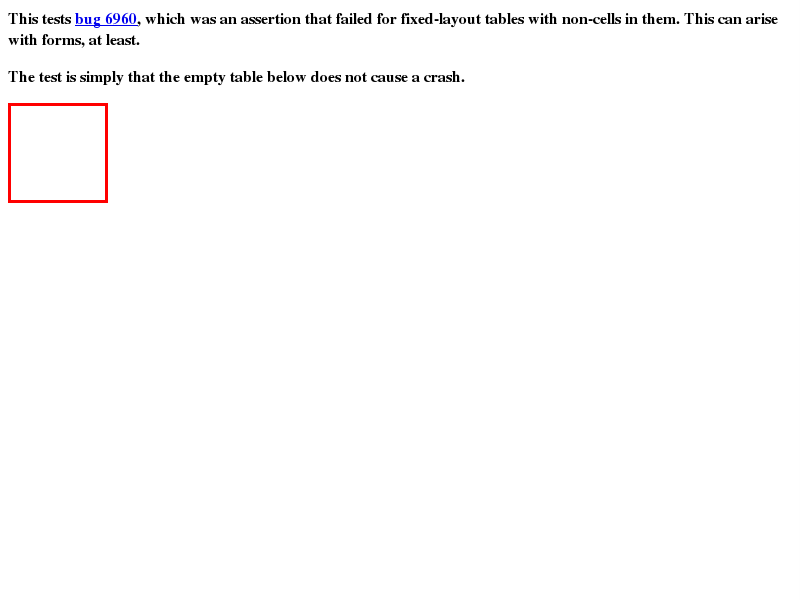 This tests bug 6960, which was an assertion that failed for fixed-layout tables with non-cells in them. This can arise
with forms, at least.
The test is simply that the empty table below does not cause a crash.